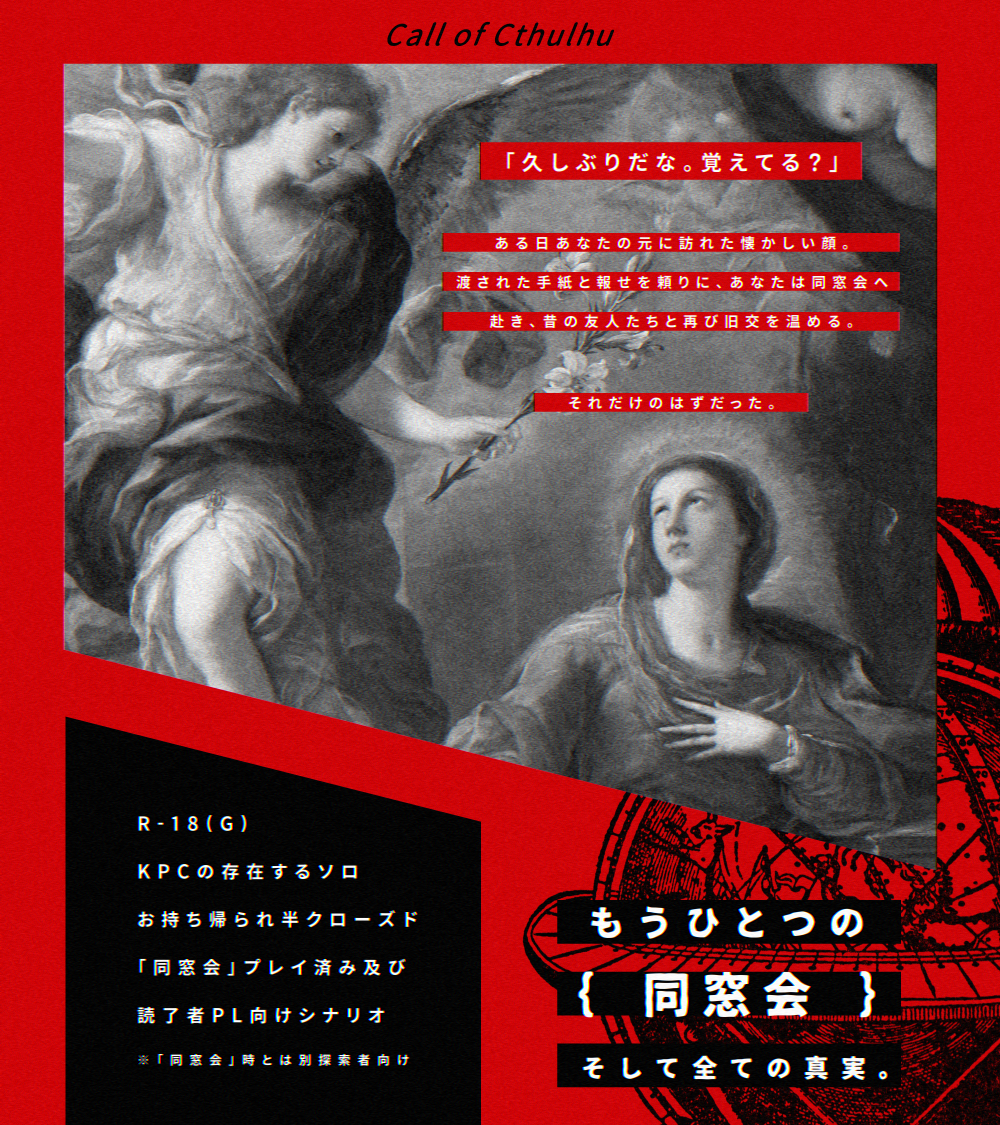 Call of Cthulhu
「久しぶりだな。覚えてる?」
ある日あなたの元に訪れた懐かしい顔。
渡された手紙と報せを頼りに、あなたは同窓会へ
赴き、昔の友人たちと再び旧交を温める。
それだけのはずだった。
R-18(G)
KPCの存在するソロ
お持ち帰られ半クローズド
「同窓会」プレイ済み及び
読了者PL向けシナリオ
※「同窓会」時とは別探索者向け
もうひとつの
{ 同窓会 }
そして全ての真実。